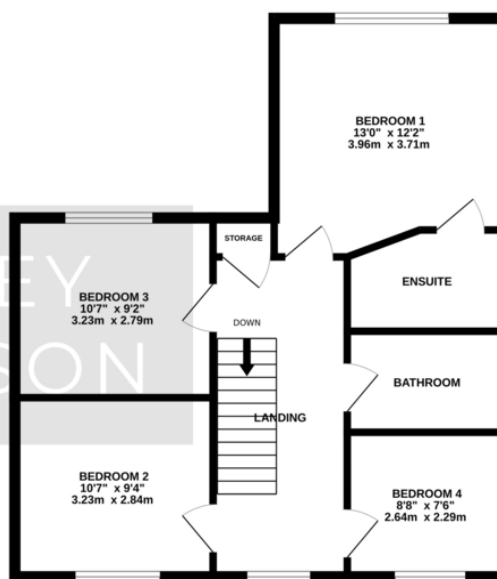 BEDROOM 1
13'0" x 12'2"
3.96m x 3.71m
STORAGE
EY
BEDROOM 3
10'7" x 9'2"
3.23m x 2.79m
SON
ENSUITE
DOWN
BATHROOM
LANDING
BEDROOM 2
10'7" x 9'4"
3.23m x 2.84m
BEDROOM 4
8'8" x 7'6"
2.64m x 2.29m